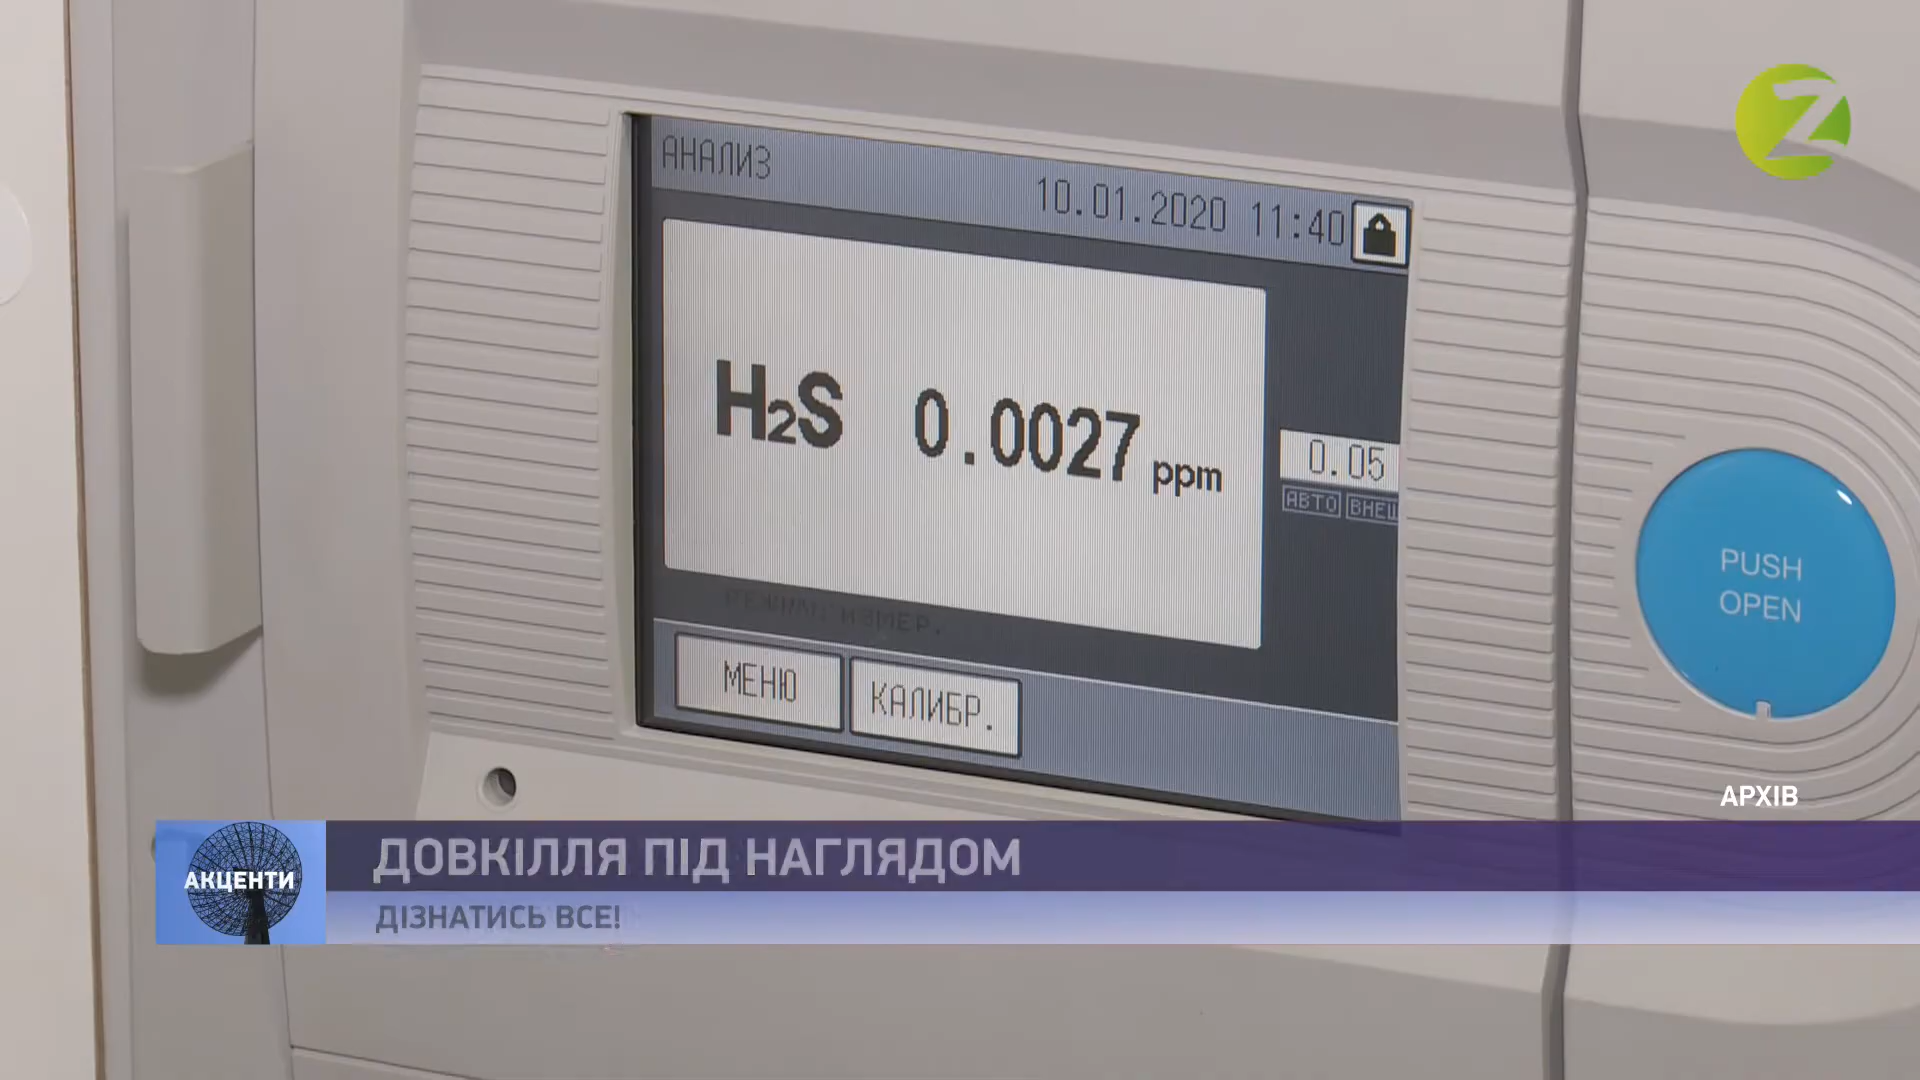 АНАЛИЗ
10.01.2020 11:40
H₂S 0.0027 ppm
0.05
АВТО ВНЕШ
МЕНЮ
КАЛИБР.
PUSH
OPEN
Z
АРХІВ
АКЦЕНТИ
ДОВКІЛЛЯ ПІД НАГЛЯДОМ
ДІЗНАТИСЬ ВСЕ!